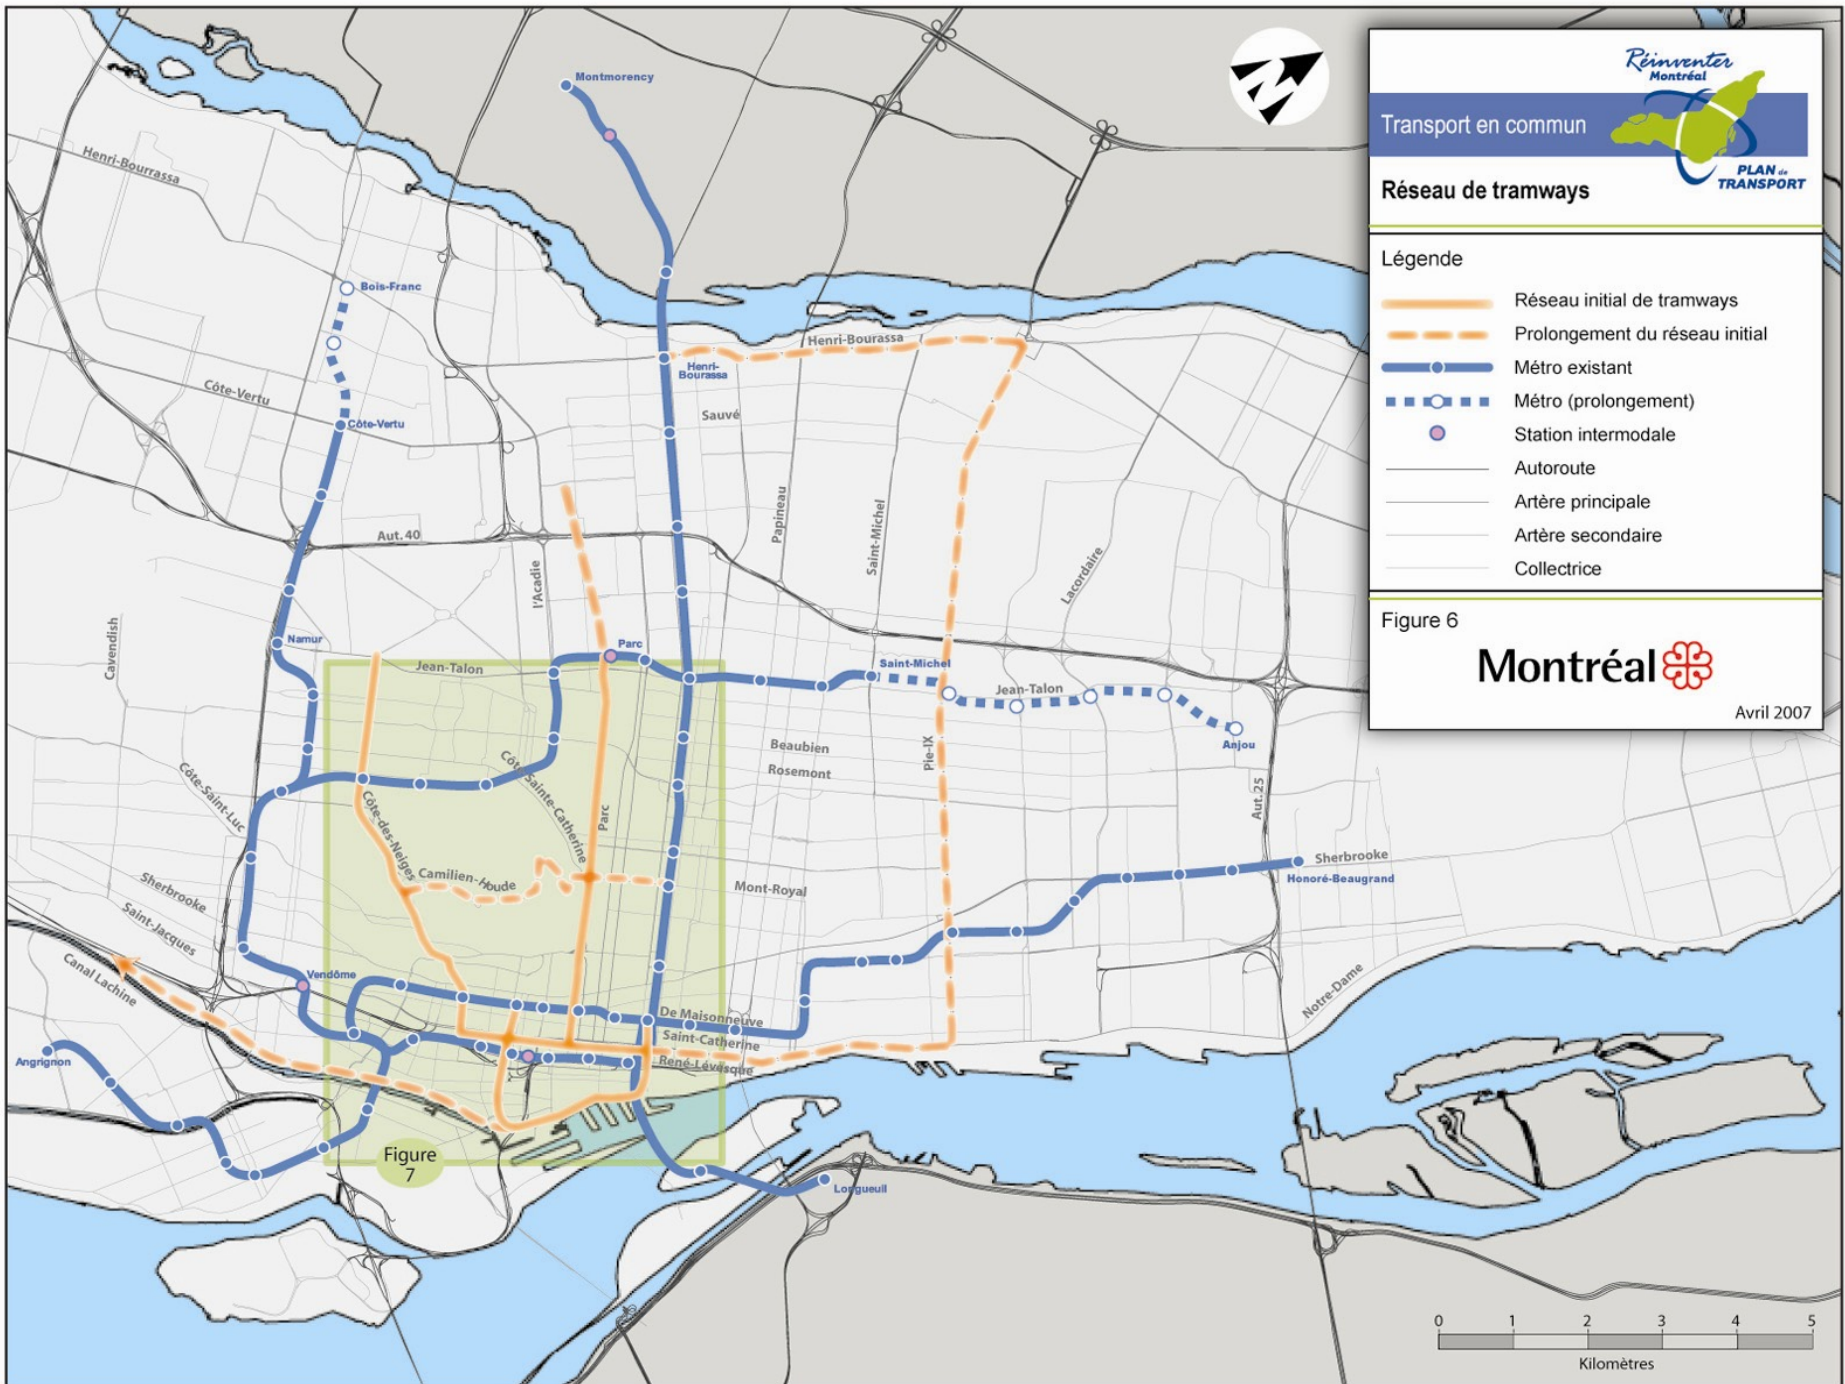 Montmorency
Réinventer
Montréal
Transport en commun
PLAN de
TRANSPORT
Réseau de tramways
Légende
Réseau initial de tramways
Prolongement du réseau initial
Métro existant
Métro (prolongement)
Station intermodale
Autoroute
Artère principale
Artère secondaire
Collectrice
Figure 6
Montréal
Avril 2007
Henri-Bourrassa
Bois-Franc
Henri-Bourassa
Henri-
Bourassa
Côte-Vertu
Côte-Vertu
Sauvé
Papineau
Saint-Michel
Aut. 40
l'Acadie
Lacordaire
Cavendish
Namur
Parc
Jean-Talon
Saint-Michel
Jean-Talon
Anjou
Pie-IX
Beaubien
Rosemont
Côte-Sainte-Catherine
Côte-Saint-Luc
Aut. 25
Parc
Côte-des-Neiges
Camilien-Houde
Mont-Royal
Sherbrooke
Honoré-Beaugrand
Sherbrooke
Saint-Jacques
Canal Lachine
Vendôme
Notre-Dame
De Maisonneuve
Saint-Catherine
René-Lévesque
Angrignon
Figure
7
Longueuil
0 1 2 3 4 5
Kilomètres